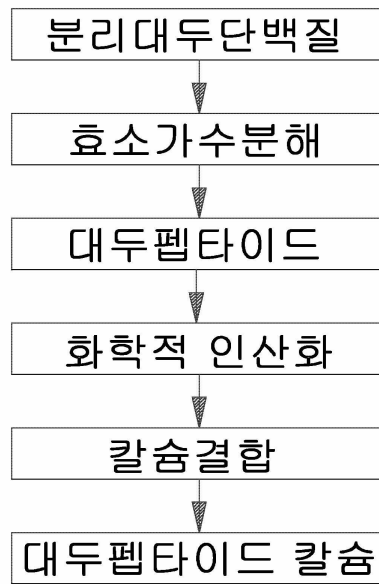 분리대두단백질
효소가수분해
대두펩타이드
화학적 인산화
칼슘결합
대두펩타이드 칼슘